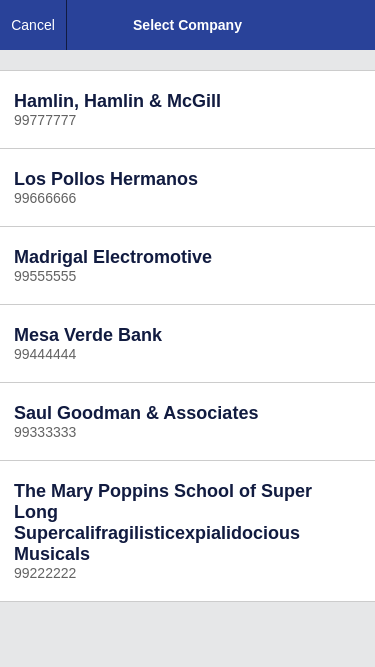 Cancel
Select Company
Hamlin, Hamlin & McGill
99777777
Los Pollos Hermanos
99666666
Madrigal Electromotive
99555555
Mesa Verde Bank
99444444
Saul Goodman & Associates
99333333
The Mary Poppins School of Super
Long
Supercalifragilisticexpialidocious
Musicals
99222222